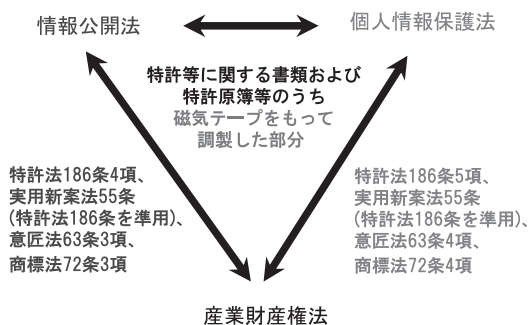 情報公開法
個人情報保護法
特許等に関する書類および
特許原簿等のうち
磁気テープをもって
調製した部分
特許法186条4項、
実用新案法55条
(特許法186条を準用)、
意匠法63条3項、
商標法72条3項
特許法186条5項、
実用新案法55条
(特許法186条を準用)、
意匠法63条4項、
商標法72条4項
産業財産権法